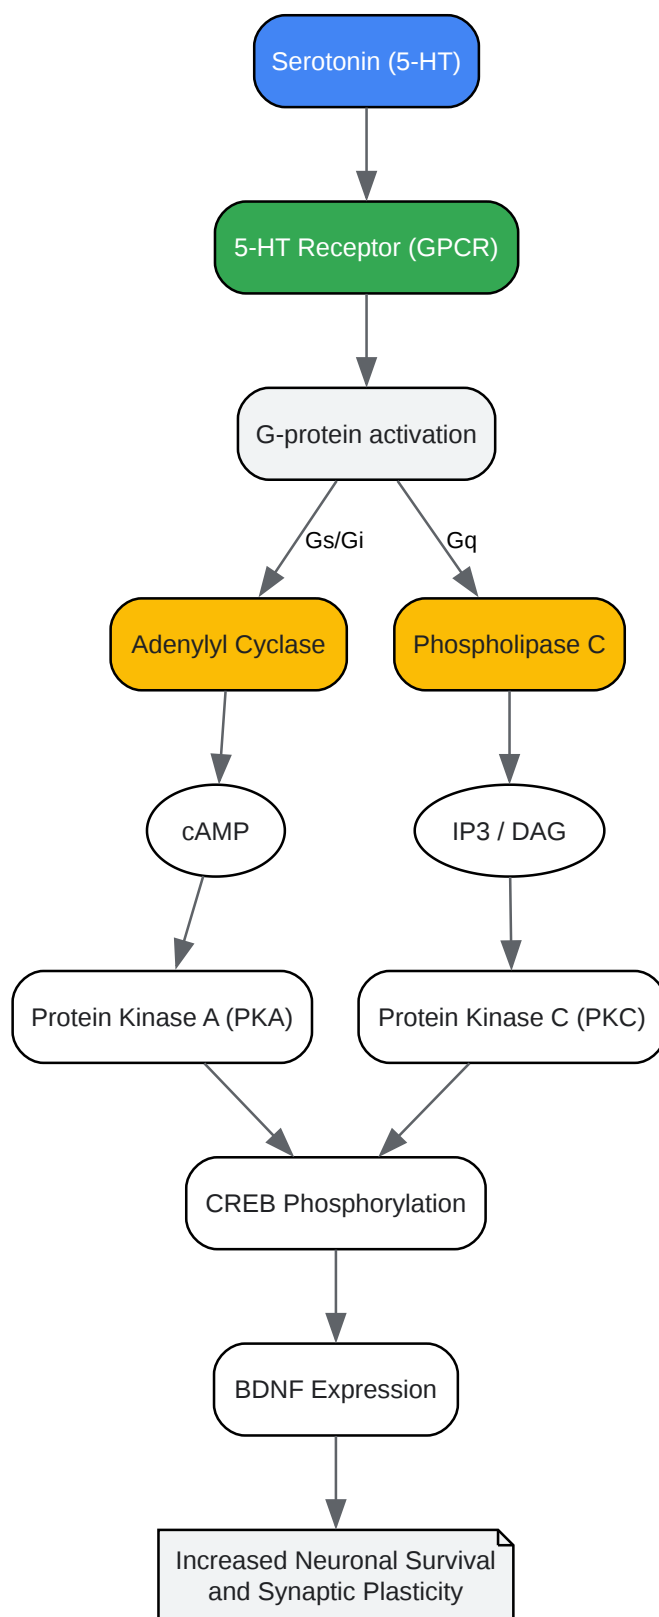 Serotonin (5-HT)
5-HT Receptor (GPCR)
G-protein activation
Gs/Gi
Gq
Adenylyl Cyclase
Phospholipase C
cAMP
IP3 / DAG
Protein Kinase A (PKA)
Protein Kinase C (PKC)
CREB Phosphorylation
BDNF Expression
Increased Neuronal Survival
and Synaptic Plasticity